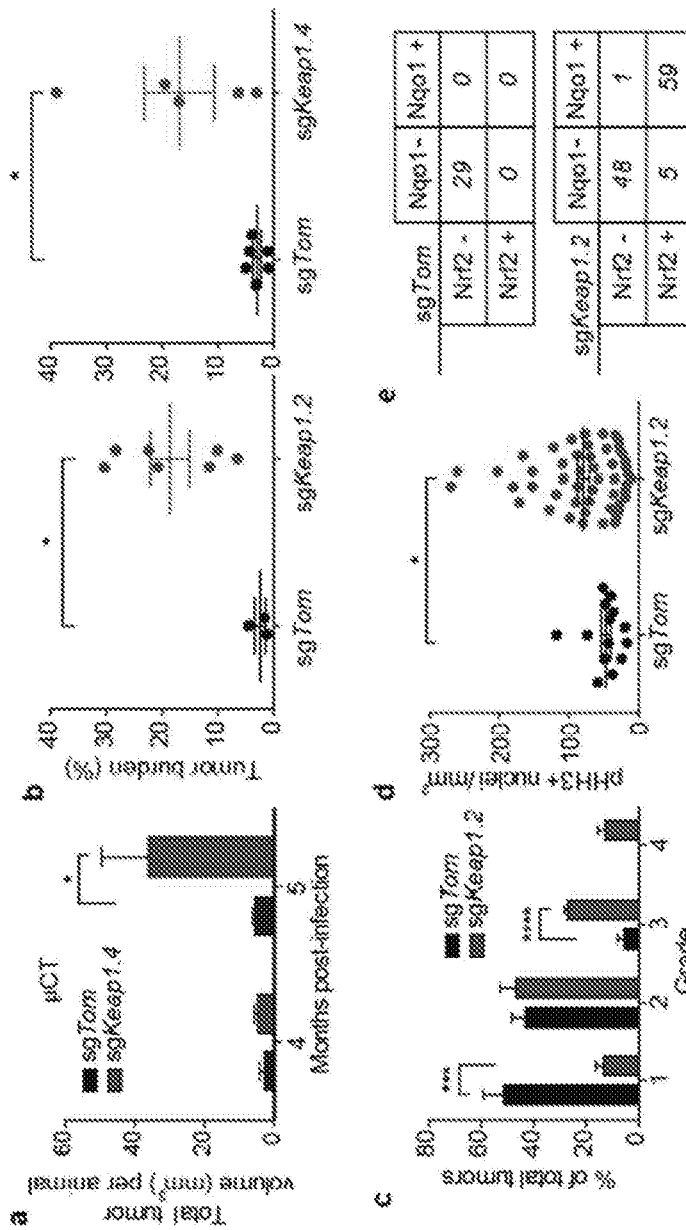 a
Total tumor
volume (mm³) per animal
60
40
20
0
µCT
sgTom
sgKeap1.4
*
4
5
Months post-infection
b
Tumor burden (%)
40
30
20
10
0
*
sgTom
sgKeap1.2
40
30
20
10
0
*
sgTom
sgKeap1.4
c
% of total tumors
80
60
40
20
0
sgTom
sgKeap1.2
****
1
2
3
4
Grade
d
pHH3+ nuclei/mm²
300
200
100
0
*
sgTom
sgKeap1.2
e
sgTom Nqo1- Nqo1+
Nrf2 - 29 0
Nrf2 + 0 0
sgKeap1.2 Nqo1- Nqo1+
Nrf2 - 48 1
Nrf2 + 5 59